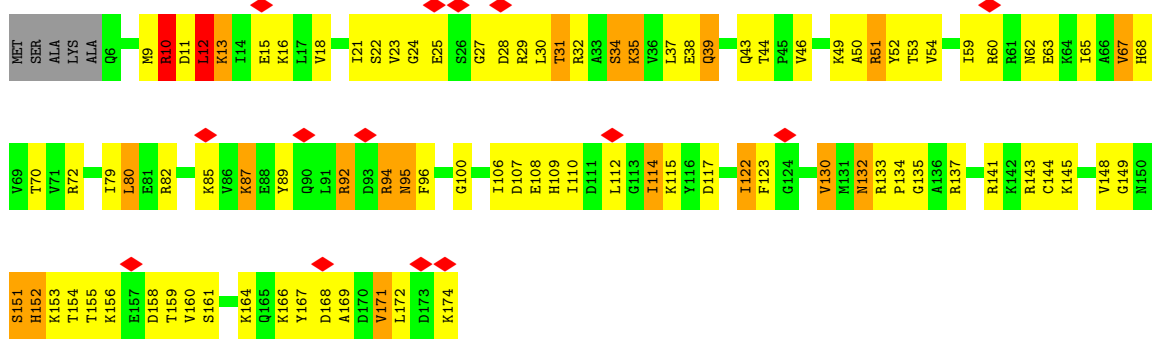 MET SER ALA LYS ALA Q6 M9 R10 D11 L12 K13 I14 E15 K16 L17 V18 I21 S22 V23 G24 E25 S26 G27 D28 R29 L30 T31 R32 A33 S34 K35 V36 L37 E38 Q39 Q43 T44 P45 V46 K49 A50 R51 Y52 T53 V54 I59 R60 R61 N62 E63 K64 I65 A66 V67 H68
V69 T70 V71 R72 I79 L80 E81 R82 K85 V86 K87 E88 Y89 Q90 L91 R92 D93 R94 N95 F96 G100 I106 D107 E108 H109 I110 D111 L112 G113 I114 K115 Y116 D117 I122 F123 G124 V130 M131 N132 R133 P134 G135 A136 R137 R141 K142 R143 C144 K145 V148 G149 N150
S151 H152 K153 T154 T155 K156 E157 D158 T159 V160 S161 K164 Q165 K166 Y167 D168 A169 D170 V171 L172 D173 K174